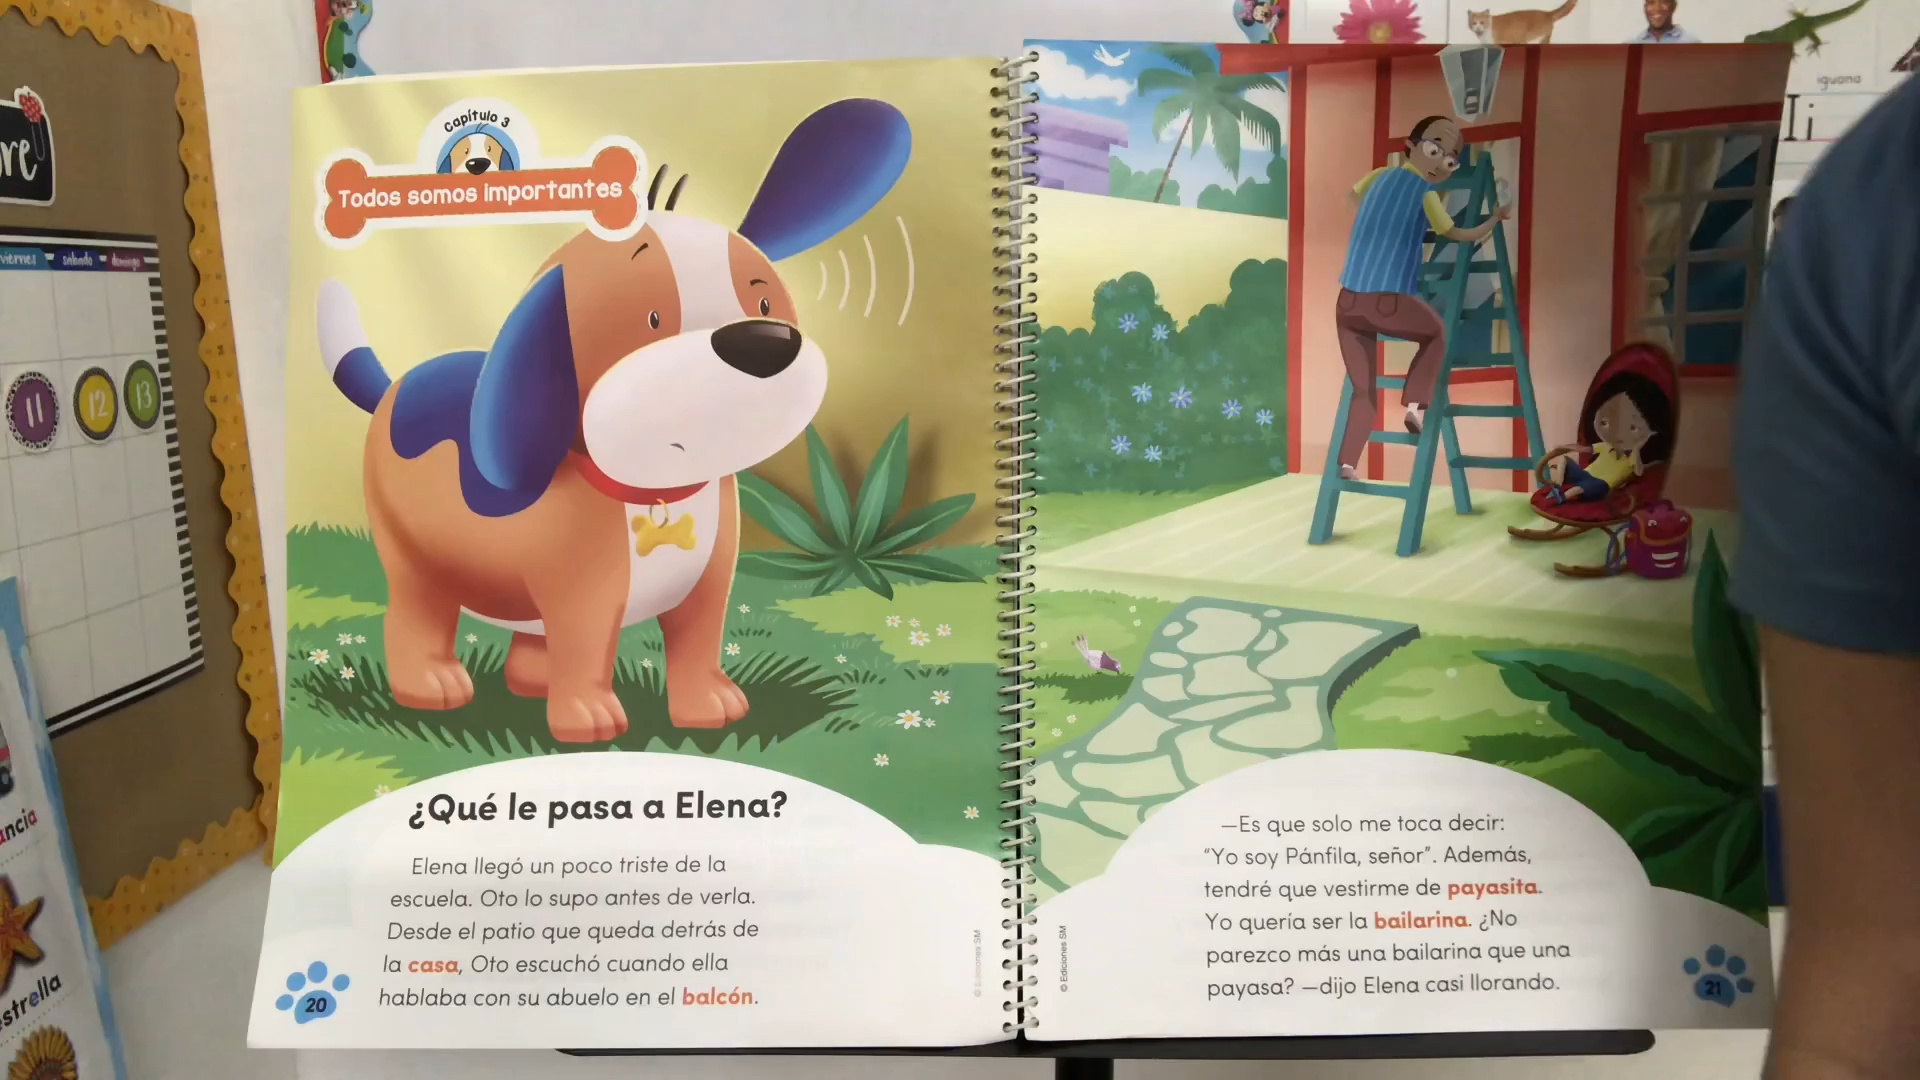 Capítulo 3
Todos somos importantes
¿Qué le pasa a Elena?
Elena llegó un poco triste de la
escuela. Oto lo supo antes de verla.
Desde el patio que queda detrás de
la casa, Oto escuchó cuando ella
hablaba con su abuelo en el balcón.
20
© Ediciones SM
—Es que solo me toca decir:
“Yo soy Pánfila, señor”. Además,
tendré que vestirme de payasita.
Yo quería ser la bailarina. ¿No
parezco más una bailarina que una
payasa? —dijo Elena casi llorando.
© Ediciones SM
21
viernes sábado domingo
11 12 13
iguana
Ii